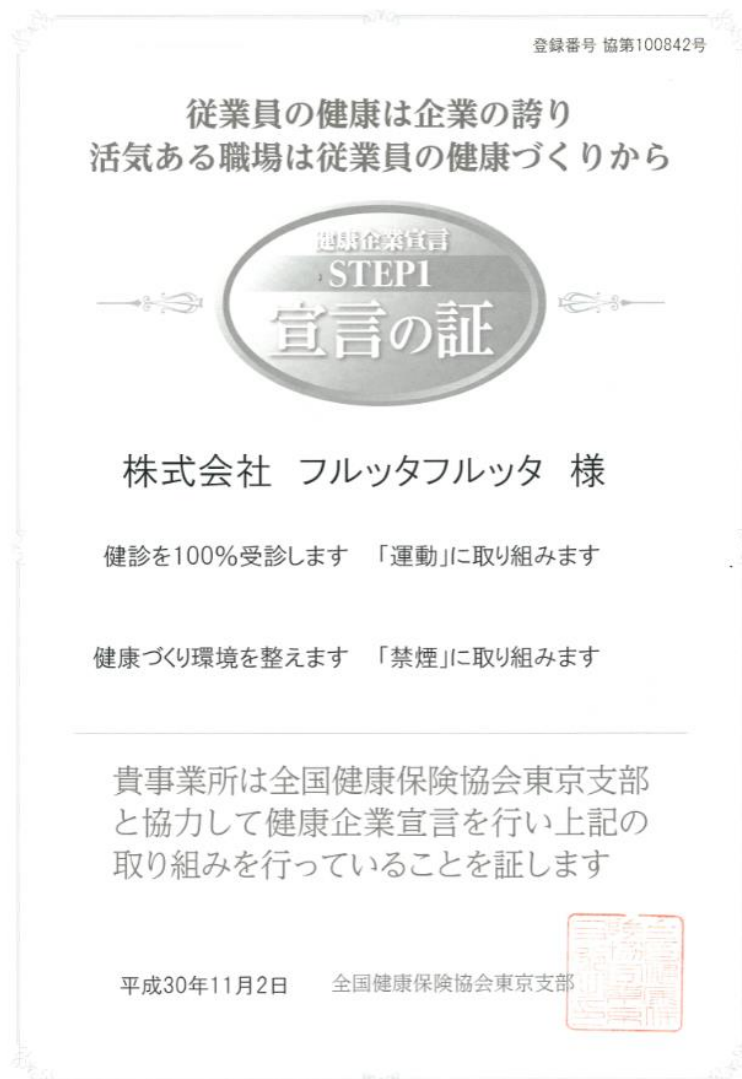 登録番号 協第100842号
従業員の健康は企業の誇り
活気ある職場は従業員の健康づくりから
健康企業宣言
STEP1
宣言の証
株式会社 フルッタフルッタ 様
健診を100%受診します 「運動」に取り組みます
健康づくり環境を整えます 「禁煙」に取り組みます
貴事業所は全国健康保険協会東京支部
と協力して健康企業宣言を行い上記の
取り組みを行っていることを証します
平成30年11月2日 全国健康保険協会東京支部